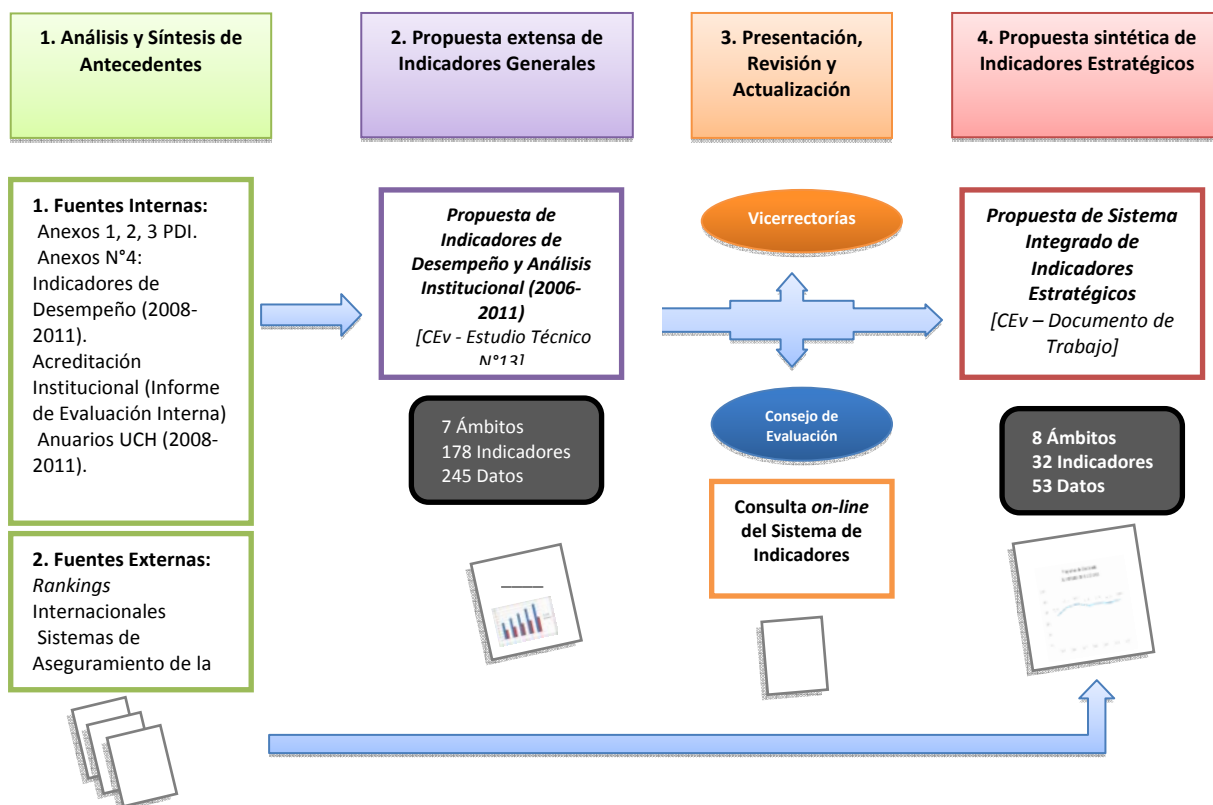 1. Análisis y Síntesis de
Antecedentes
2. Propuesta extensa de
Indicadores Generales
3. Presentación,
Revisión y
Actualización
4. Propuesta sintética de
Indicadores Estratégicos
1. Fuentes Internas:
Anexos 1, 2, 3 PDI.
Anexos N°4:
Indicadores de
Desempeño (2008-
2011).
Acreditación
Institucional (Informe
de Evaluación Interna)
Anuarios UCH (2008-
2011).
2. Fuentes Externas:
Rankings
Internacionales
Sistemas de
Aseguramiento de la
Propuesta de
Indicadores de
Desempeño y Análisis
Institucional (2006-
2011)
[CEv - Estudio Técnico
N°13]
7 Ámbitos
178 Indicadores
245 Datos
Vicerrectorías
Consejo de
Evaluación
Consulta on-line
del Sistema de
Indicadores
Propuesta de Sistema
Integrado de
Indicadores
Estratégicos
[CEv – Documento de
Trabajo]
8 Ámbitos
32 Indicadores
53 Datos